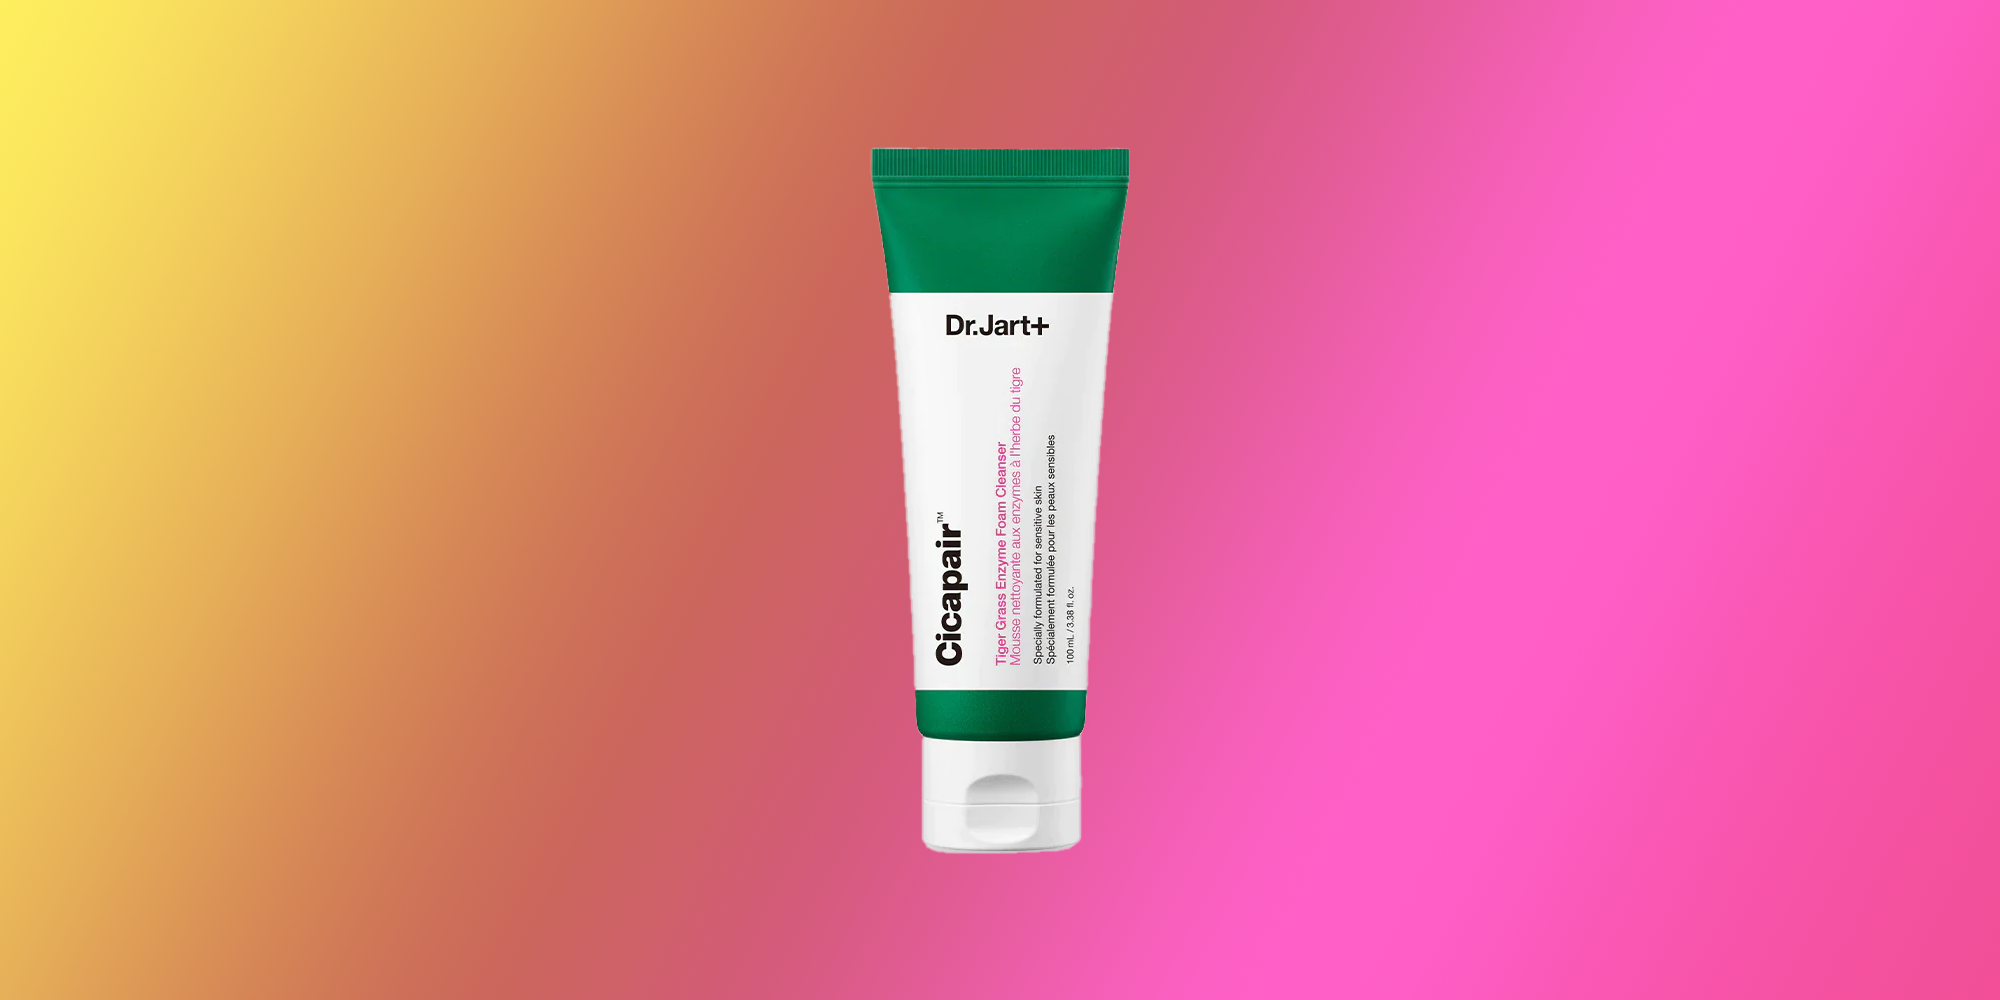 Dr.Jart+
Cicapair™
Tiger Grass Enzyme Foam Cleanser
Mousse nettoyante aux enzymes à l'herbe du tigre
Specially formulated for sensitive skin
Spécialement formulée pour les peaux sensibles
100 mL / 3.38 fl. oz.